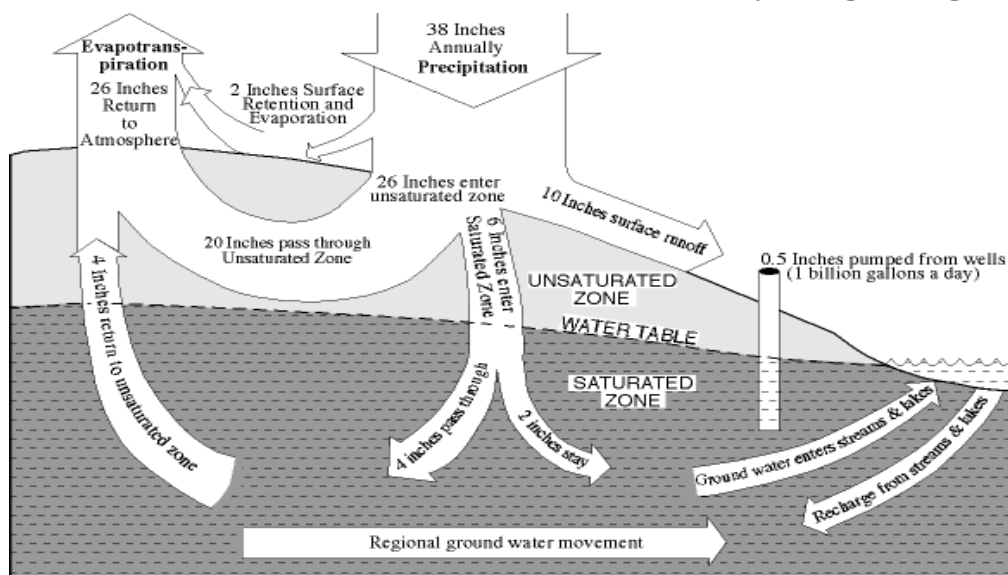 Evapotrans-
piration
26 Inches
Return
to
Atmosphere
2 Inches Surface
Retention and
Evaporation
38 Inches
Annually
Precipitation
26 Inches enter
unsaturated zone
10 Inches surface runoff
20 Inches pass through
Unsaturated Zone
6 Inches enter
Saturated Zone
0.5 Inches pumped from wells
(1 billion gallons a day)
UNSATURATED
ZONE
WATER TABLE
SATURATED
ZONE
4 Inches return to unsaturated zone
4 inches pass through
2 inches stay
Ground water enters streams & lakes
Recharge from streams & lakes
Regional ground water movement